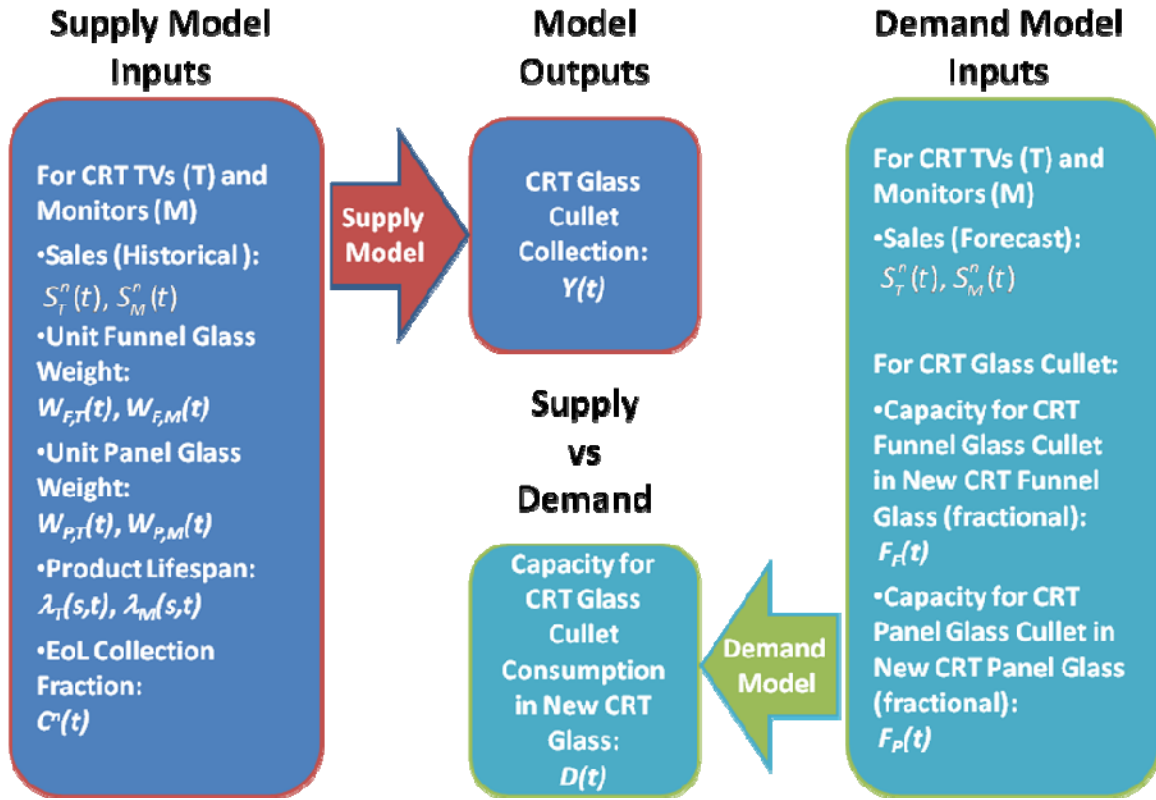 Supply Model
Inputs
For CRT TVs (T) and
Monitors (M)
•Sales (Historical ):
S_T^n(t), S_M^n(t)
•Unit Funnel Glass
Weight:
W_{F,T}(t), W_{F,M}(t)
•Unit Panel Glass
Weight:
W_{P,T}(t), W_{P,M}(t)
•Product Lifespan:
λ_T(s,t), λ_M(s,t)
•EoL Collection
Fraction:
C^n(t)
Supply
Model
Model
Outputs
CRT Glass
Cullet
Collection:
Y(t)
Supply
vs
Demand
Capacity for
CRT Glass
Cullet
Consumption
in New CRT
Glass:
D(t)
Demand
Model
Demand Model
Inputs
For CRT TVs (T) and
Monitors (M)
•Sales (Forecast):
S_T^n(t), S_M^n(t)
For CRT Glass Cullet:
•Capacity for CRT
Funnel Glass Cullet
in New CRT Funnel
Glass (fractional):
F_F(t)
•Capacity for CRT
Panel Glass Cullet in
New CRT Panel Glass
(fractional):
F_P(t)